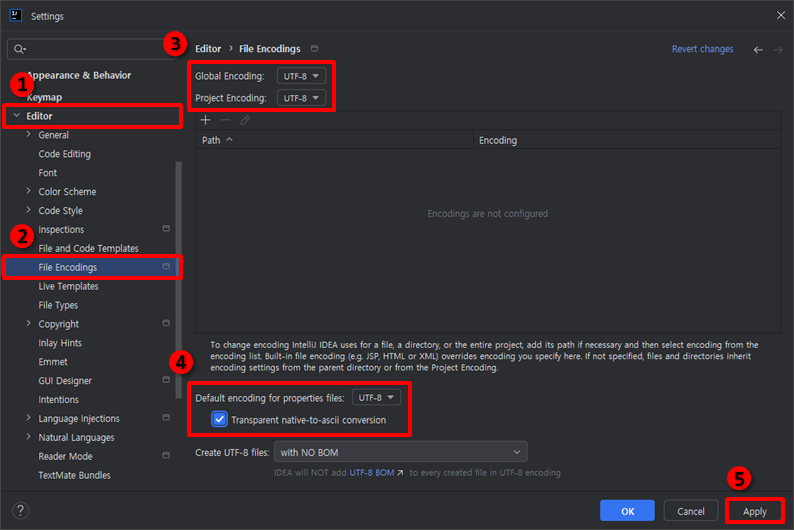 Settings
3
Editor › File Encodings
Revert changes
Global Encoding: UTF-8
Project Encoding: UTF-8
Path
Encoding
Encodings are not configured
Appearance & Behavior
1
Keymap
Editor
General
Code Editing
Font
Color Scheme
Code Style
Inspections
2
File and Code Templates
File Encodings
Live Templates
File Types
Copyright
Inlay Hints
Emmet
GUI Designer
Intentions
Language Injections
Natural Languages
Reader Mode
TextMate Bundles
To change encoding IntelliJ IDEA uses for a file, a directory, or the entire project, add its path if necessary and then select encoding from the
encoding list. Built-in file encoding (e.g. JSP, HTML or XML) overrides encoding you specify here. If not specified, files and directories inherit
encoding settings from the parent directory or from the Project Encoding.
4
Default encoding for properties files: UTF-8
Transparent native-to-ascii conversion
Create UTF-8 files: with NO BOM
IDEA will NOT add UTF-8 BOM ↗ to every created file in UTF-8 encoding
5
?
OK
Cancel
Apply